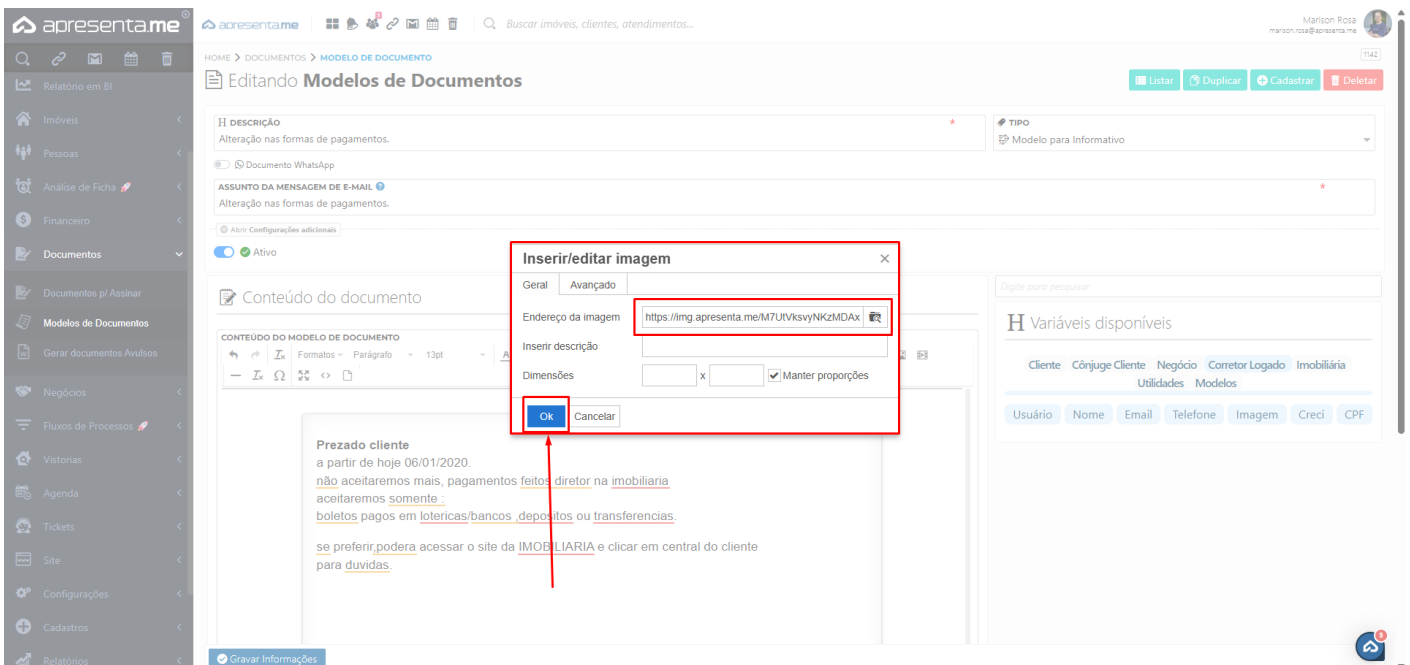 apresenta.me
apresenta.me
Buscar imóveis, clientes, atendimentos...
Marison Rosa
marison.rosa@apresenta.me
HOME > DOCUMENTOS > MODELO DE DOCUMENTO
1142
Editando Modelos de Documentos
Listar
Duplicar
Cadastrar
Deletar
Relatório em BI
Imóveis
Pessoas
Análise de Ficha
Financeiro
Documentos
Documentos p/ Assinar
Modelos de Documentos
Gerar documentos Avulsos
Negócios
Fluxos de Processos
Vistorias
Agenda
Tickets
Site
Configurações
Cadastros
Relatórios
H DESCRIÇÃO *
Alteração nas formas de pagamentos.
TIPO
Modelo para Informativo
Documento WhatsApp
ASSUNTO DA MENSAGEM DE E-MAIL *
Alteração nas formas de pagamentos.
Abrir Configurações adicionais
Ativo
Inserir/editar imagem
Geral Avançado
Endereço da imagem https://img.apresenta.me/M7UtVksvyNKzMDAx
Inserir descrição
Dimensões x Manter proporções
Ok Cancelar
Conteúdo do documento
CONTEÚDO DO MODELO DE DOCUMENTO
Formatos Parágrafo 13pt A
Prezado cliente
a partir de hoje 06/01/2020.
não aceitaremos mais, pagamentos feitos diretor na imobiliaria
aceitaremos somente :
boletos pagos em lotericas/bancos ,depositos ou transferencias.
se preferir,podera acessar o site da IMOBILIARIA e clicar em central do cliente
para duvidas.
Digite para pesquisar
H Variáveis disponíveis
Cliente Cônjuge Cliente Negócio Corretor Logado Imobiliária
Utilidades Modelos
Usuário Nome Email Telefone Imagem Creci CPF
Gravar Informações